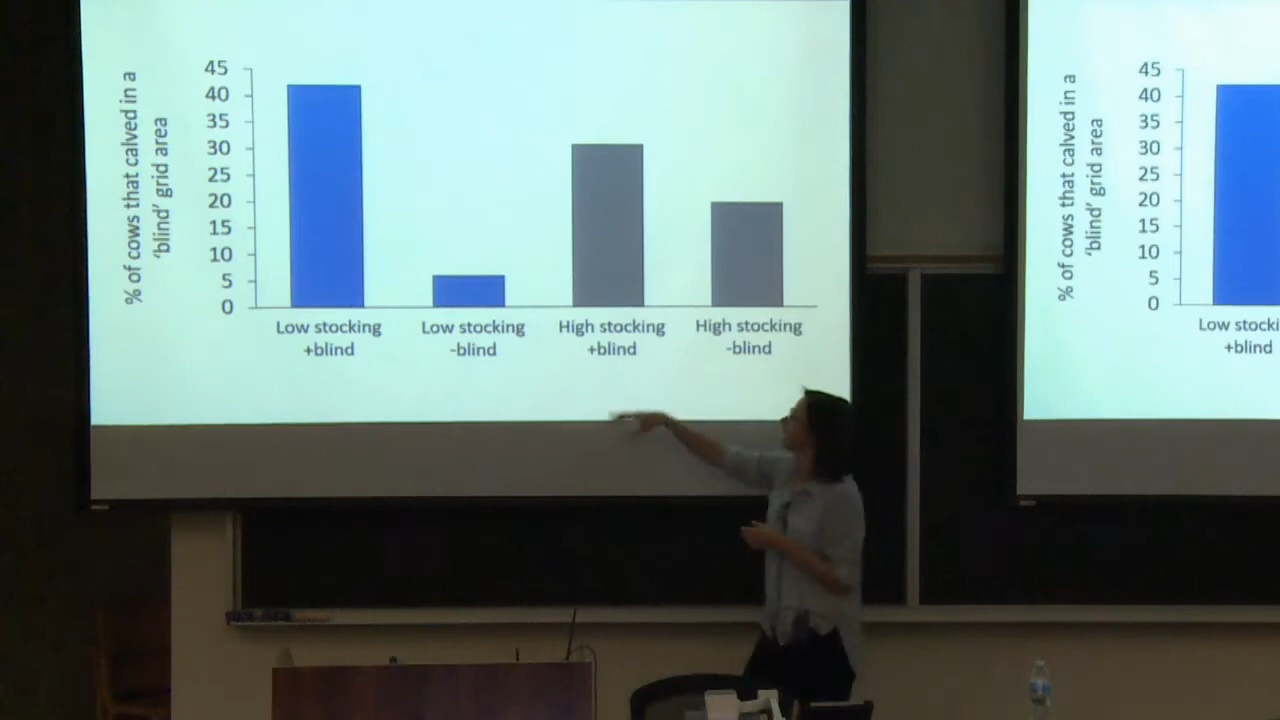 % of cows that calved in a
'blind' grid area
45
40
35
30
25
20
15
10
5
0
Low stocking
+blind
Low stocking
-blind
High stocking
+blind
High stocking
-blind
% of cows that calved in a
'blind' grid area
45
40
35
30
25
20
15
10
5
0
Low stocki
+blind